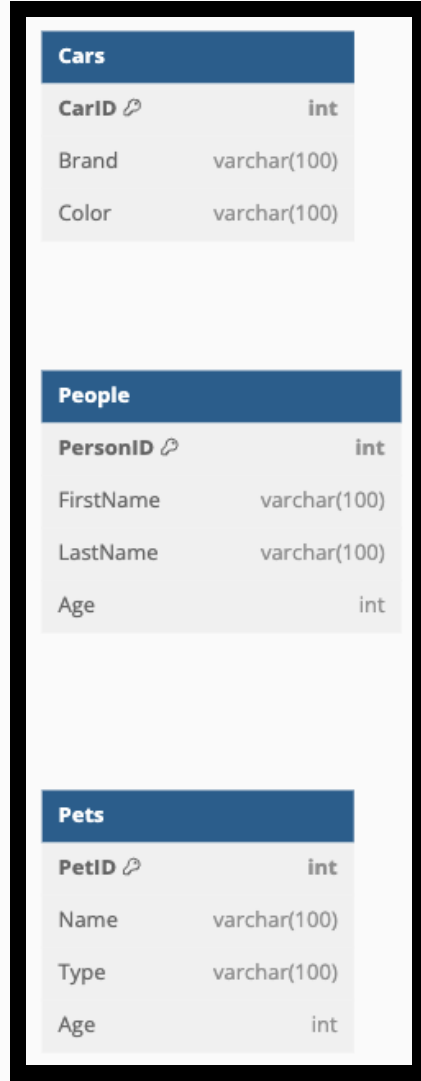 Cars
CarID int
Brand varchar(100)
Color varchar(100)
People
PersonID int
FirstName varchar(100)
LastName varchar(100)
Age int
Pets
PetID int
Name varchar(100)
Type varchar(100)
Age int